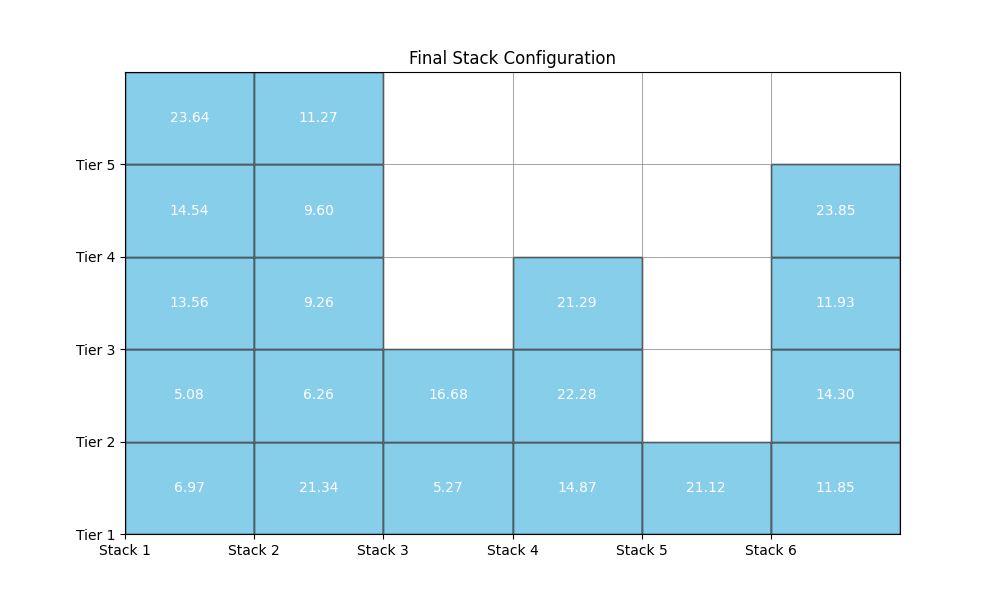 Final Stack Configuration
23.64 11.27
Tier 5
14.54 9.60 23.85
Tier 4
13.56 9.26 21.29 11.93
Tier 3
5.08 6.26 16.68 22.28 14.30
Tier 2
6.97 21.34 5.27 14.87 21.12 11.85
Tier 1
Stack 1 Stack 2 Stack 3 Stack 4 Stack 5 Stack 6